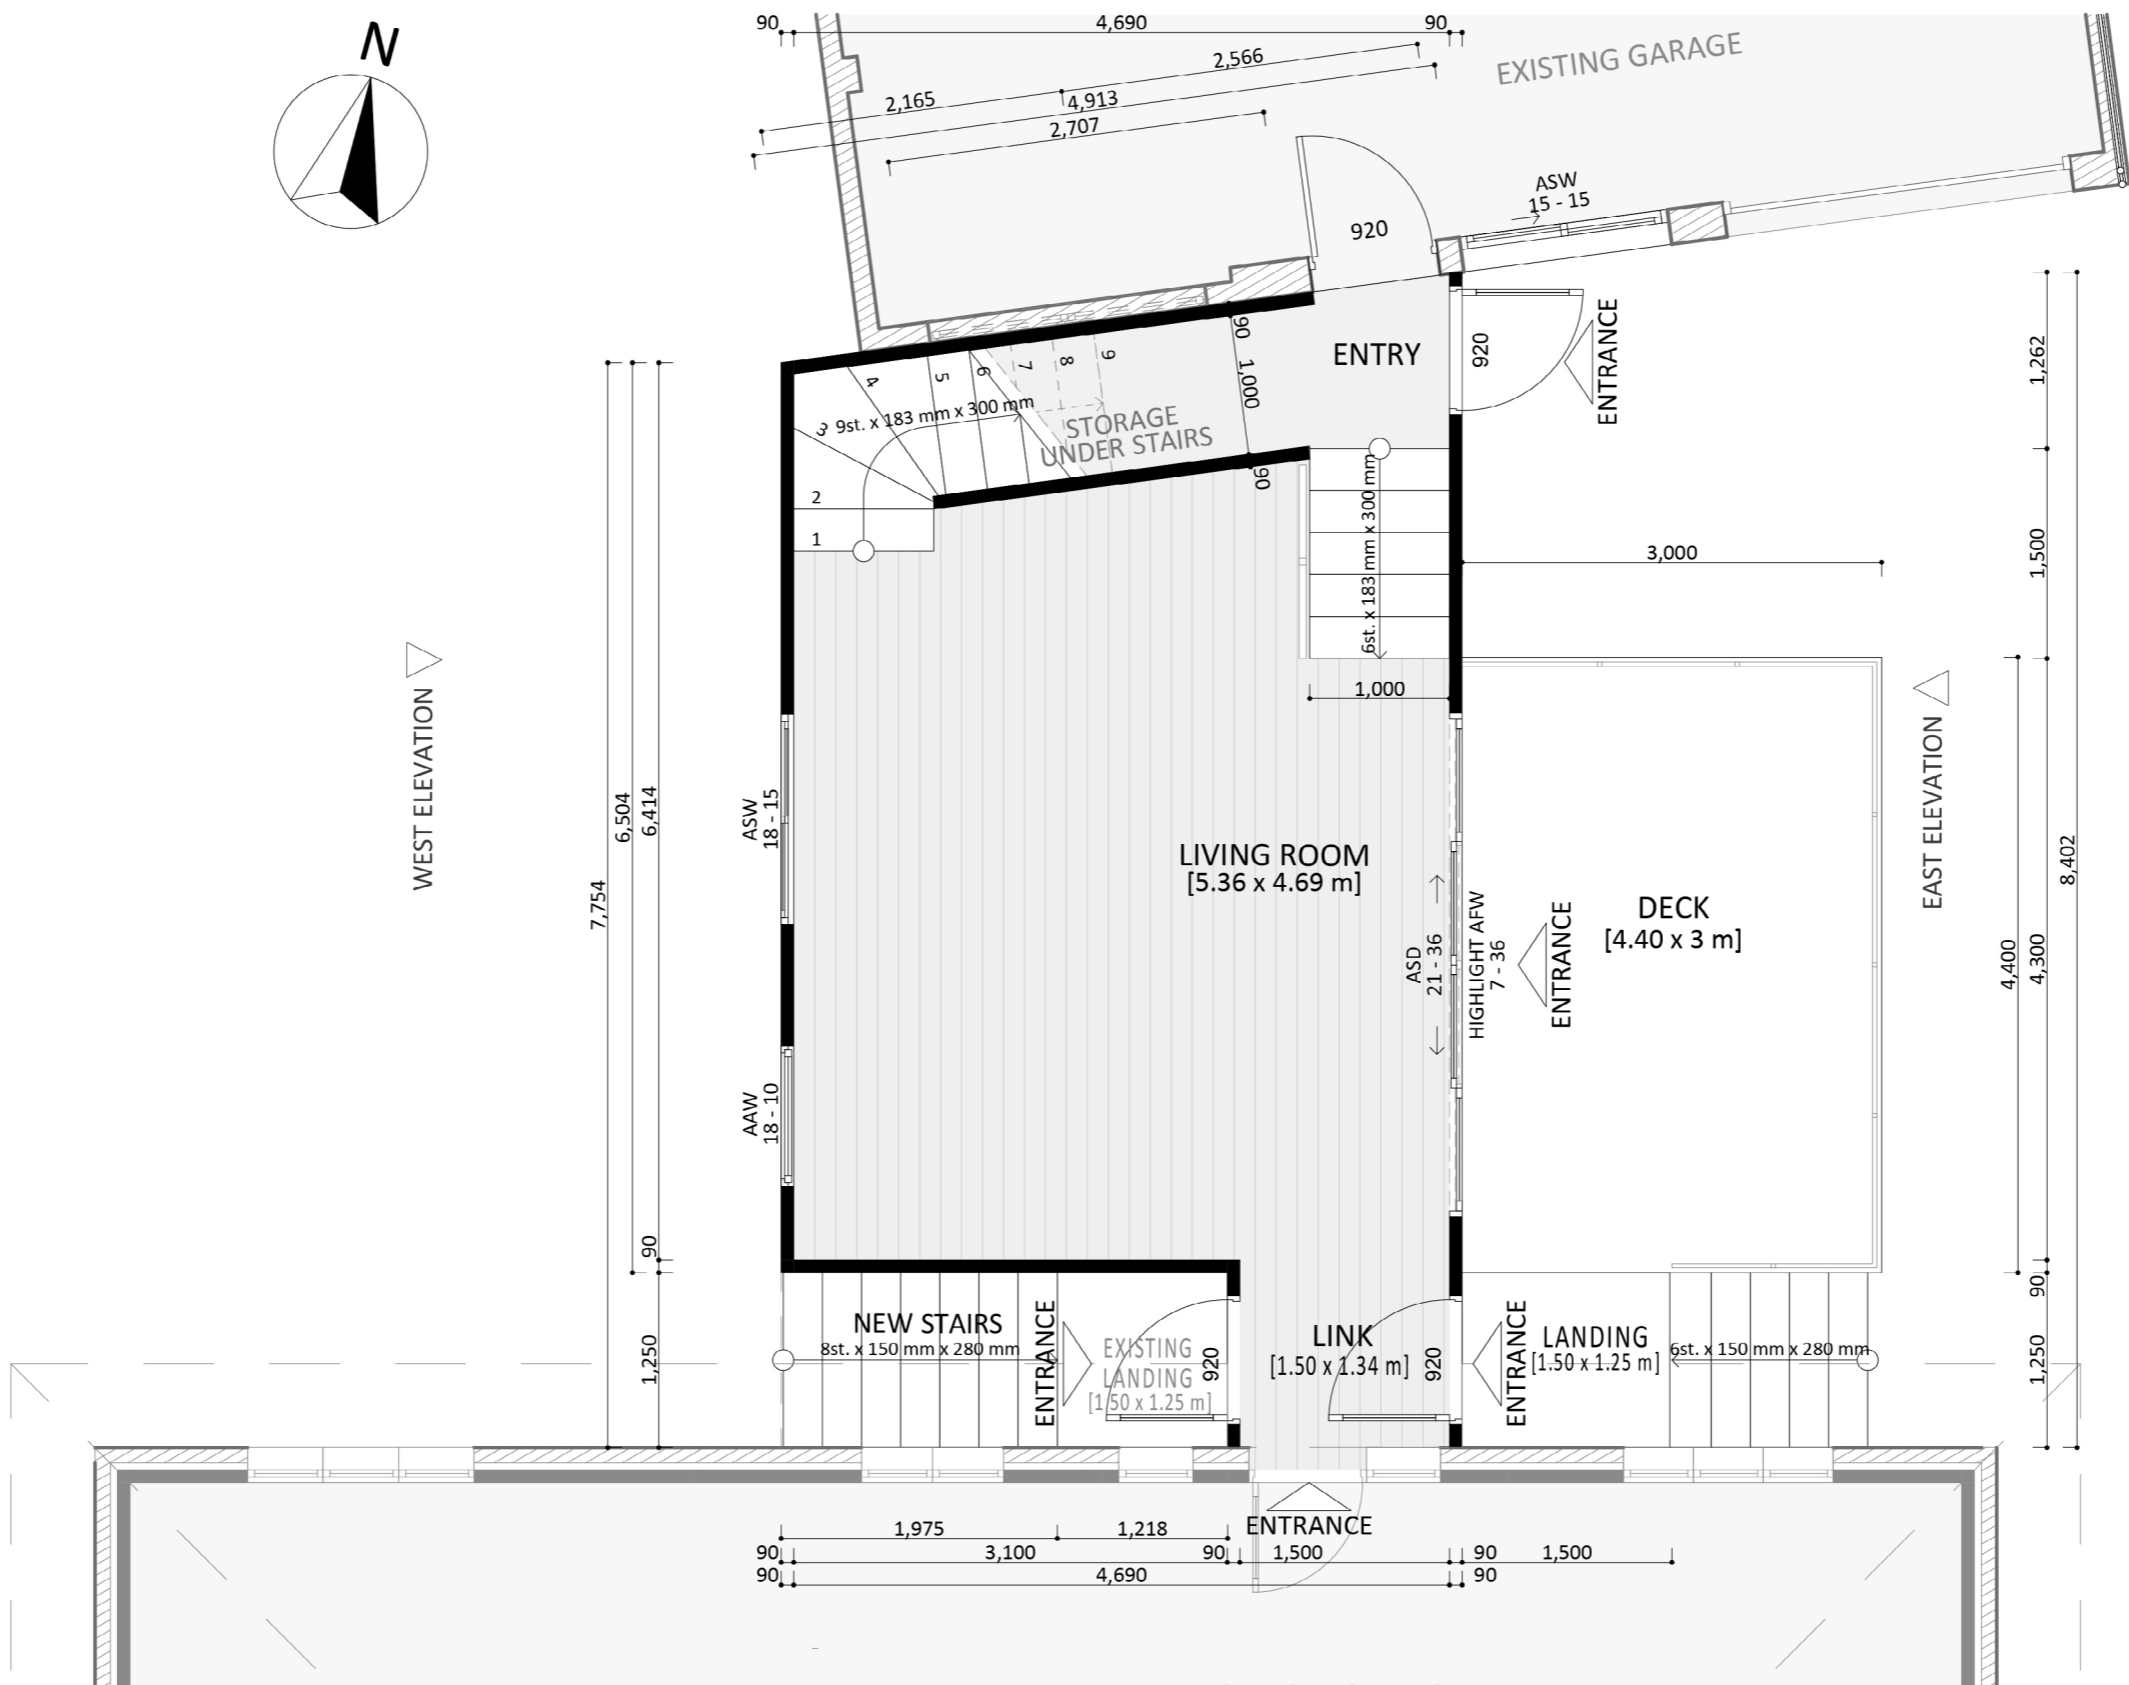 N
90
4,690
90
2,566
EXISTING GARAGE
2,165
4,913
2,707
ASW
15 - 15
920
ENTRY
920
ENTRANCE
90
1,000
90
1,262
1
2
3
4
5
6
7
8
9
9st. x 183 mm x 300 mm
STORAGE
UNDER STAIRS
6st. x 183 mm x 300 mm
1,500
3,000
1,000
WEST ELEVATION
EAST ELEVATION
7,754
6,504
6,414
ASW
18 - 15
LIVING ROOM
[5.36 x 4.69 m]
ASD
21 - 36
HIGHLIGHT AFW
7 - 36
ENTRANCE
DECK
[4.40 x 3 m]
4,400
4,300
8,402
AAW
18 - 10
90
1,250
NEW STAIRS
8st. x 150 mm x 280 mm
ENTRANCE
EXISTING
LANDING
[1.50 x 1.25 m]
920
LINK
[1.50 x 1.34 m]
920
ENTRANCE
LANDING
[1.50 x 1.25 m]
6st. x 150 mm x 280 mm
90
1,250
ENTRANCE
1,975
1,218
90
3,100
90
1,500
90
1,500
90
4,690
90